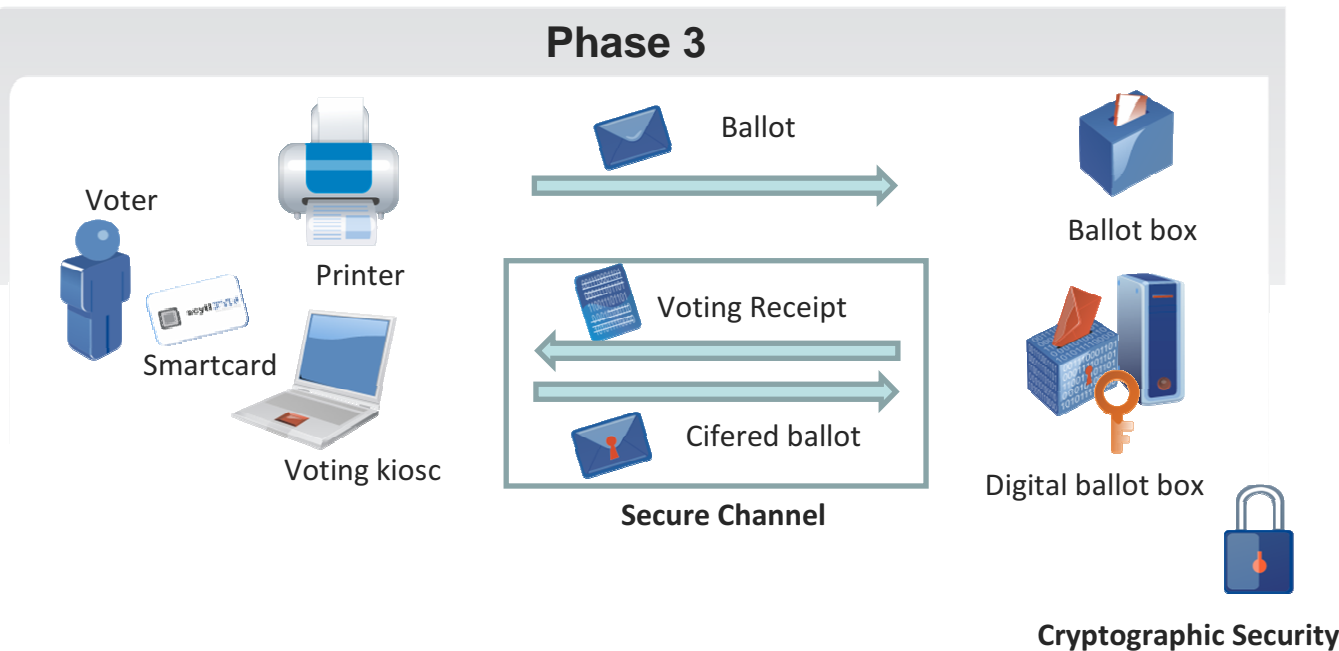 Phase 3
Ballot
Voter
Ballot box
Printer
Voting Receipt
Smartcard
Cifered ballot
Voting kiosc
Digital ballot box
Secure Channel
Cryptographic Security